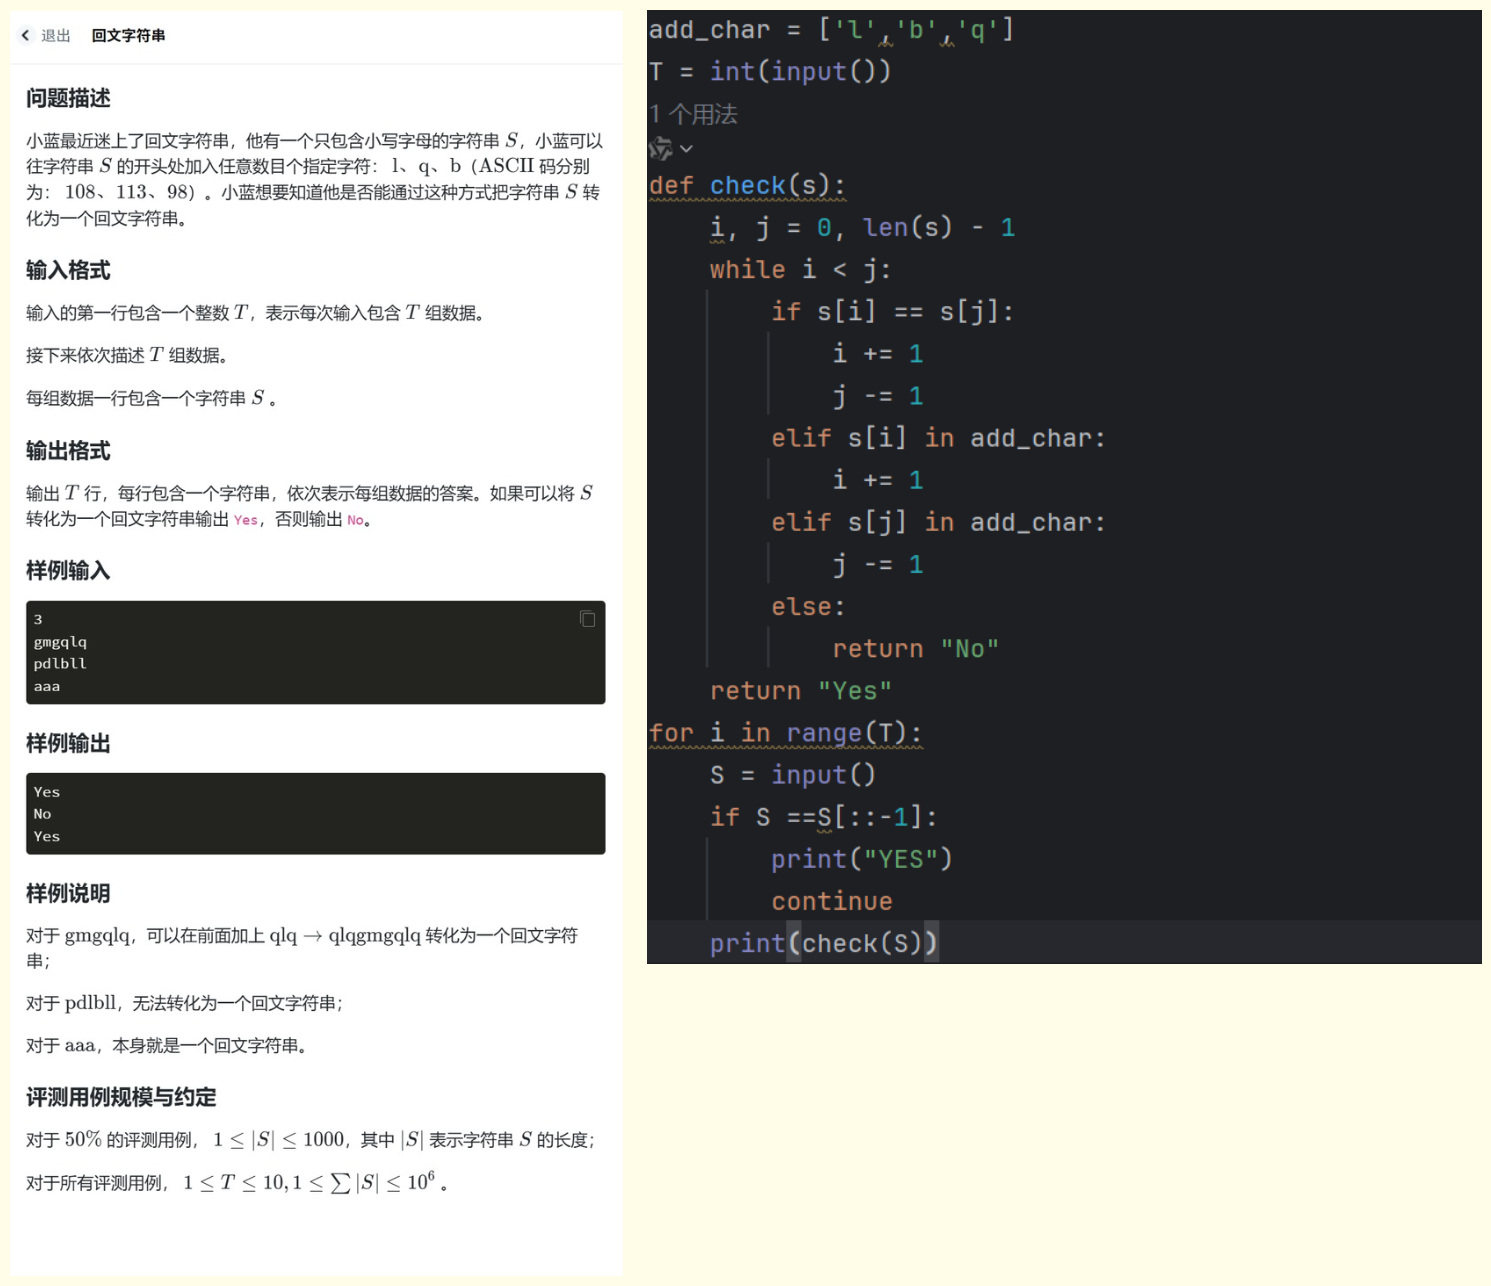 退出 回文字符串
问题描述
小蓝最近迷上了回文字符串，他有一个只包含小写字母的字符串 S，小蓝可以
往字符串 S 的开头处加入任意数目个指定字符： l、q、b（ASCII 码分别
为： 108、113、98）。小蓝想要知道他是否能通过这种方式把字符串 S 转
化为一个回文字符串。
输入格式
输入的第一行包含一个整数 T，表示每次输入包含 T 组数据。
接下来依次描述 T 组数据。
每组数据一行包含一个字符串 S 。
输出格式
输出 T 行，每行包含一个字符串，依次表示每组数据的答案。如果可以将 S
转化为一个回文字符串输出 Yes，否则输出 No。
样例输入
3
gmgqlq
pdlbll
aaa
样例输出
Yes
No
Yes
样例说明
对于 gmgqlq，可以在前面加上 qlq → qlqgmgqlq 转化为一个回文字符
串；
对于 pdlbll，无法转化为一个回文字符串；
对于 aaa，本身就是一个回文字符串。
评测用例规模与约定
对于 50% 的评测用例， 1 ≤ |S| ≤ 1000，其中 |S| 表示字符串 S 的长度；
对于所有评测用例， 1 ≤ T ≤ 10, 1 ≤ ∑ |S| ≤ 10⁶ 。
add_char = ['l','b','q']
T = int(input())
1 个用法
def check(s):
    i, j = 0, len(s) - 1
    while i < j:
        if s[i] == s[j]:
            i += 1
            j -= 1
        elif s[i] in add_char:
            i += 1
        elif s[j] in add_char:
            j -= 1
        else:
            return "No"
    return "Yes"
for i in range(T):
    S = input()
    if S ==S[::-1]:
        print("YES")
        continue
    print(check(S))